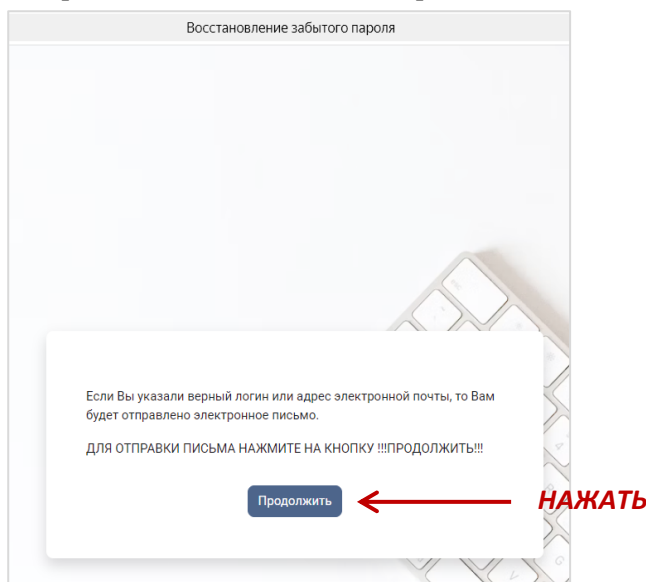 Восстановление забытого пароля
Если Вы указали верный логин или адрес электронной почты, то Вам
будет отправлено электронное письмо.
ДЛЯ ОТПРАВКИ ПИСЬМА НАЖМИТЕ НА КНОПКУ !!!ПРОДОЛЖИТЬ!!!
Продолжить
НАЖАТЬ